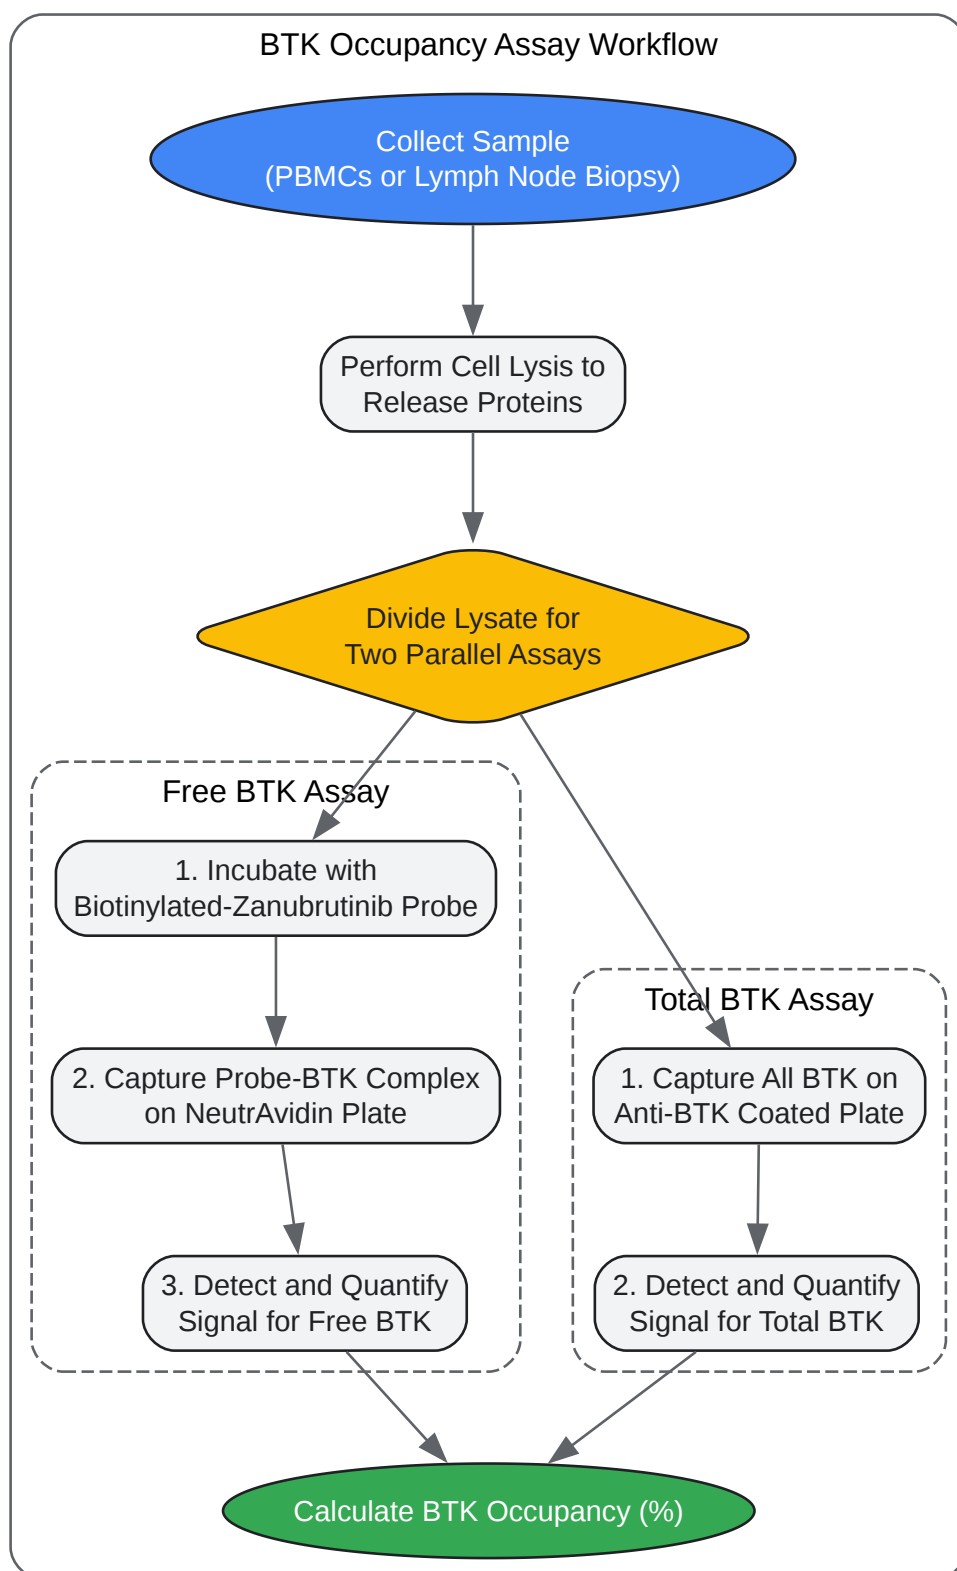 BTK Occupancy Assay Workflow
Collect Sample
(PBMCs or Lymph Node Biopsy)
Perform Cell Lysis to
Release Proteins
Divide Lysate for
Two Parallel Assays
Free BTK Assay
1. Incubate with
Biotinylated-Zanubrutinib Probe
2. Capture Probe-BTK Complex
on NeutrAvidin Plate
3. Detect and Quantify
Signal for Free BTK
Total BTK Assay
1. Capture All BTK on
Anti-BTK Coated Plate
2. Detect and Quantify
Signal for Total BTK
Calculate BTK Occupancy (%)